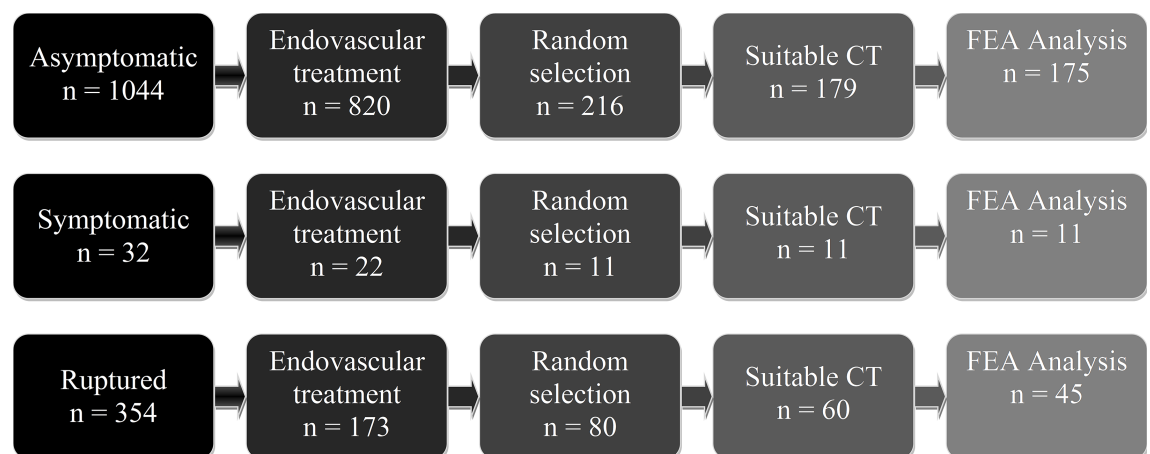 Asymptomatic
n = 1044
Endovascular
treatment
n = 820
Random
selection
n = 216
Suitable CT
n = 179
FEA Analysis
n = 175
Symptomatic
n = 32
Endovascular
treatment
n = 22
Random
selection
n = 11
Suitable CT
n = 11
FEA Analysis
n = 11
Ruptured
n = 354
Endovascular
treatment
n = 173
Random
selection
n = 80
Suitable CT
n = 60
FEA Analysis
n = 45